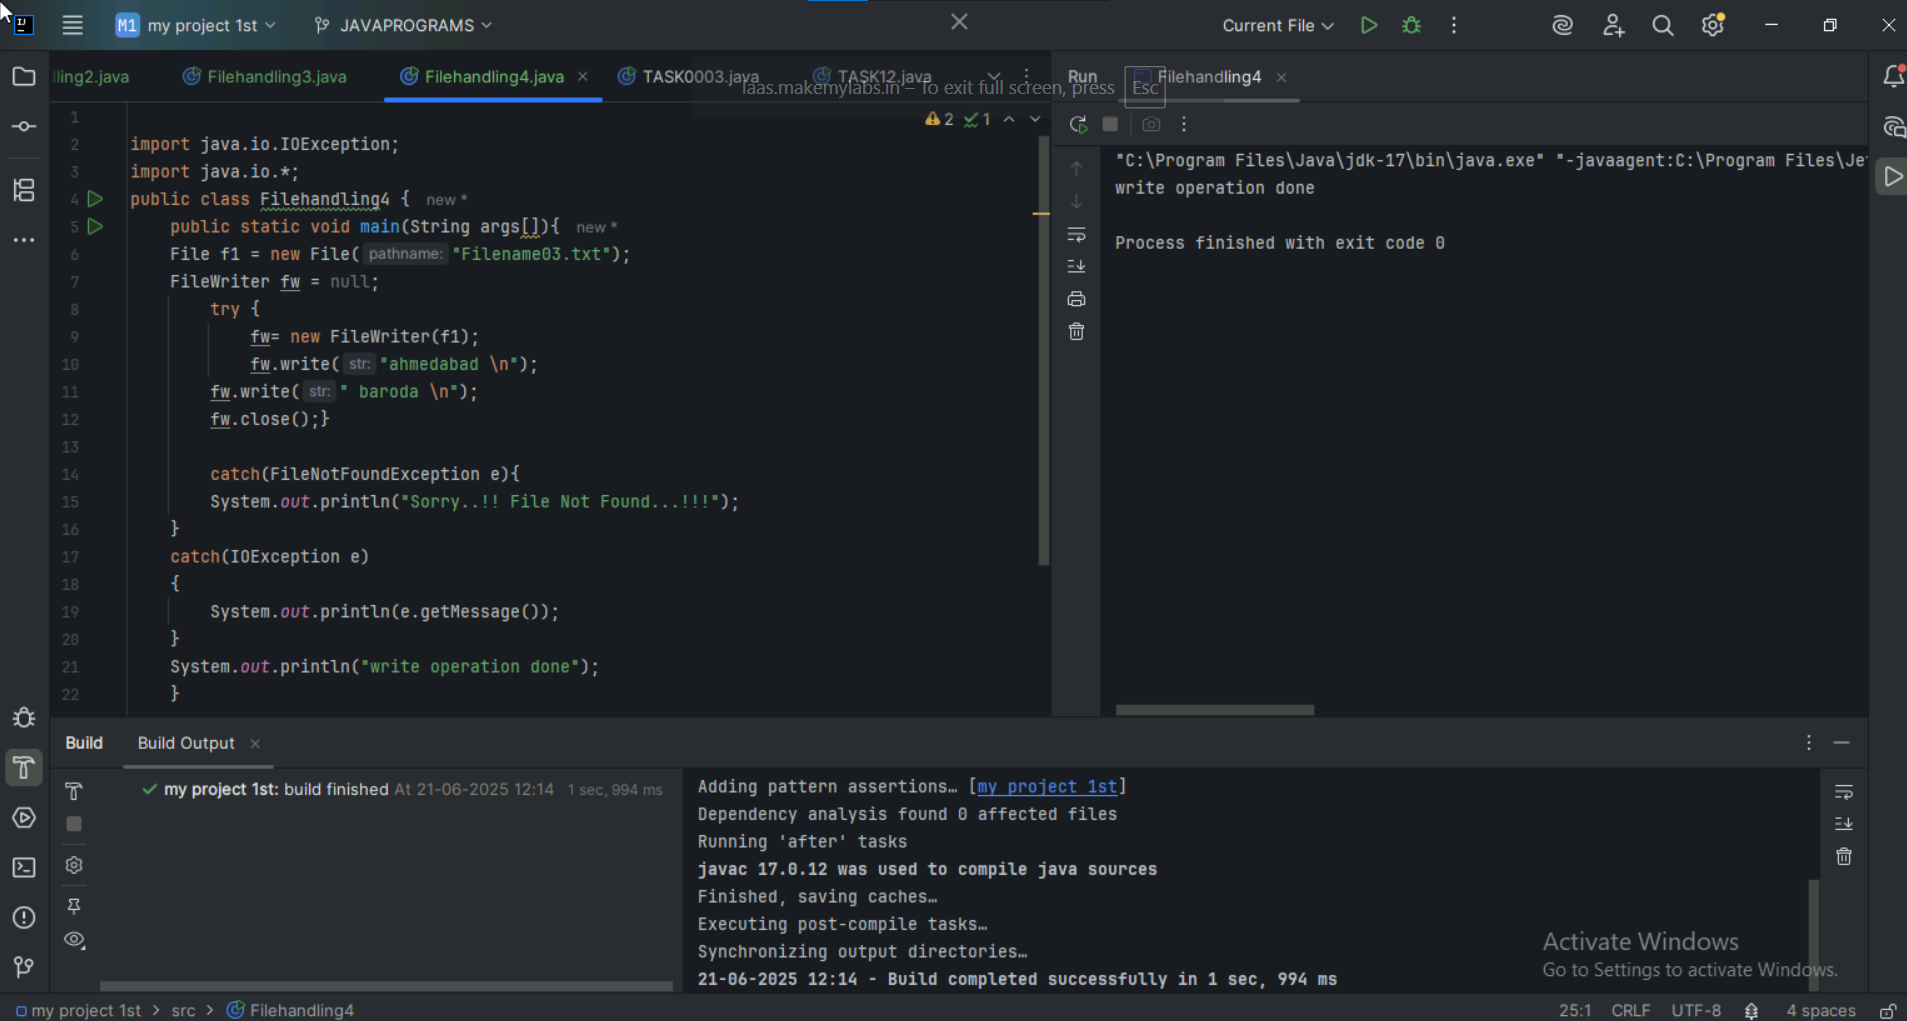 M1 my project 1st JAVAPROGRAMS Current File
ling2.java Filehandling3.java Filehandling4.java TASK0003.java TASK12.java Run Filehandling4
laas.makemylabs.in – To exit full screen, press Esc
2 1
1
2 import java.io.IOException;
3 import java.io.*;
4 public class Filehandling4 { new *
5 public static void main(String args[]){ new *
6 File f1 = new File( pathname: "Filename03.txt");
7 FileWriter fw = null;
8 try {
9 fw= new FileWriter(f1);
10 fw.write( str: "ahmedabad \n");
11 fw.write( str: " baroda \n");
12 fw.close();}
13
14 catch(FileNotFoundException e){
15 System.out.println("Sorry..!! File Not Found...!!!");
16 }
17 catch(IOException e)
18 {
19 System.out.println(e.getMessage());
20 }
21 System.out.println("write operation done");
22 }
"C:\Program Files\Java\jdk-17\bin\java.exe" "-javaagent:C:\Program Files\Je
write operation done
Process finished with exit code 0
Build Build Output
my project 1st: build finished At 21-06-2025 12:14 1 sec, 994 ms
Adding pattern assertions… [my project 1st]
Dependency analysis found 0 affected files
Running 'after' tasks
javac 17.0.12 was used to compile java sources
Finished, saving caches…
Executing post-compile tasks…
Synchronizing output directories…
21-06-2025 12:14 - Build completed successfully in 1 sec, 994 ms
Activate Windows
Go to Settings to activate Windows.
my project 1st > src > Filehandling4 25:1 CRLF UTF-8 4 spaces